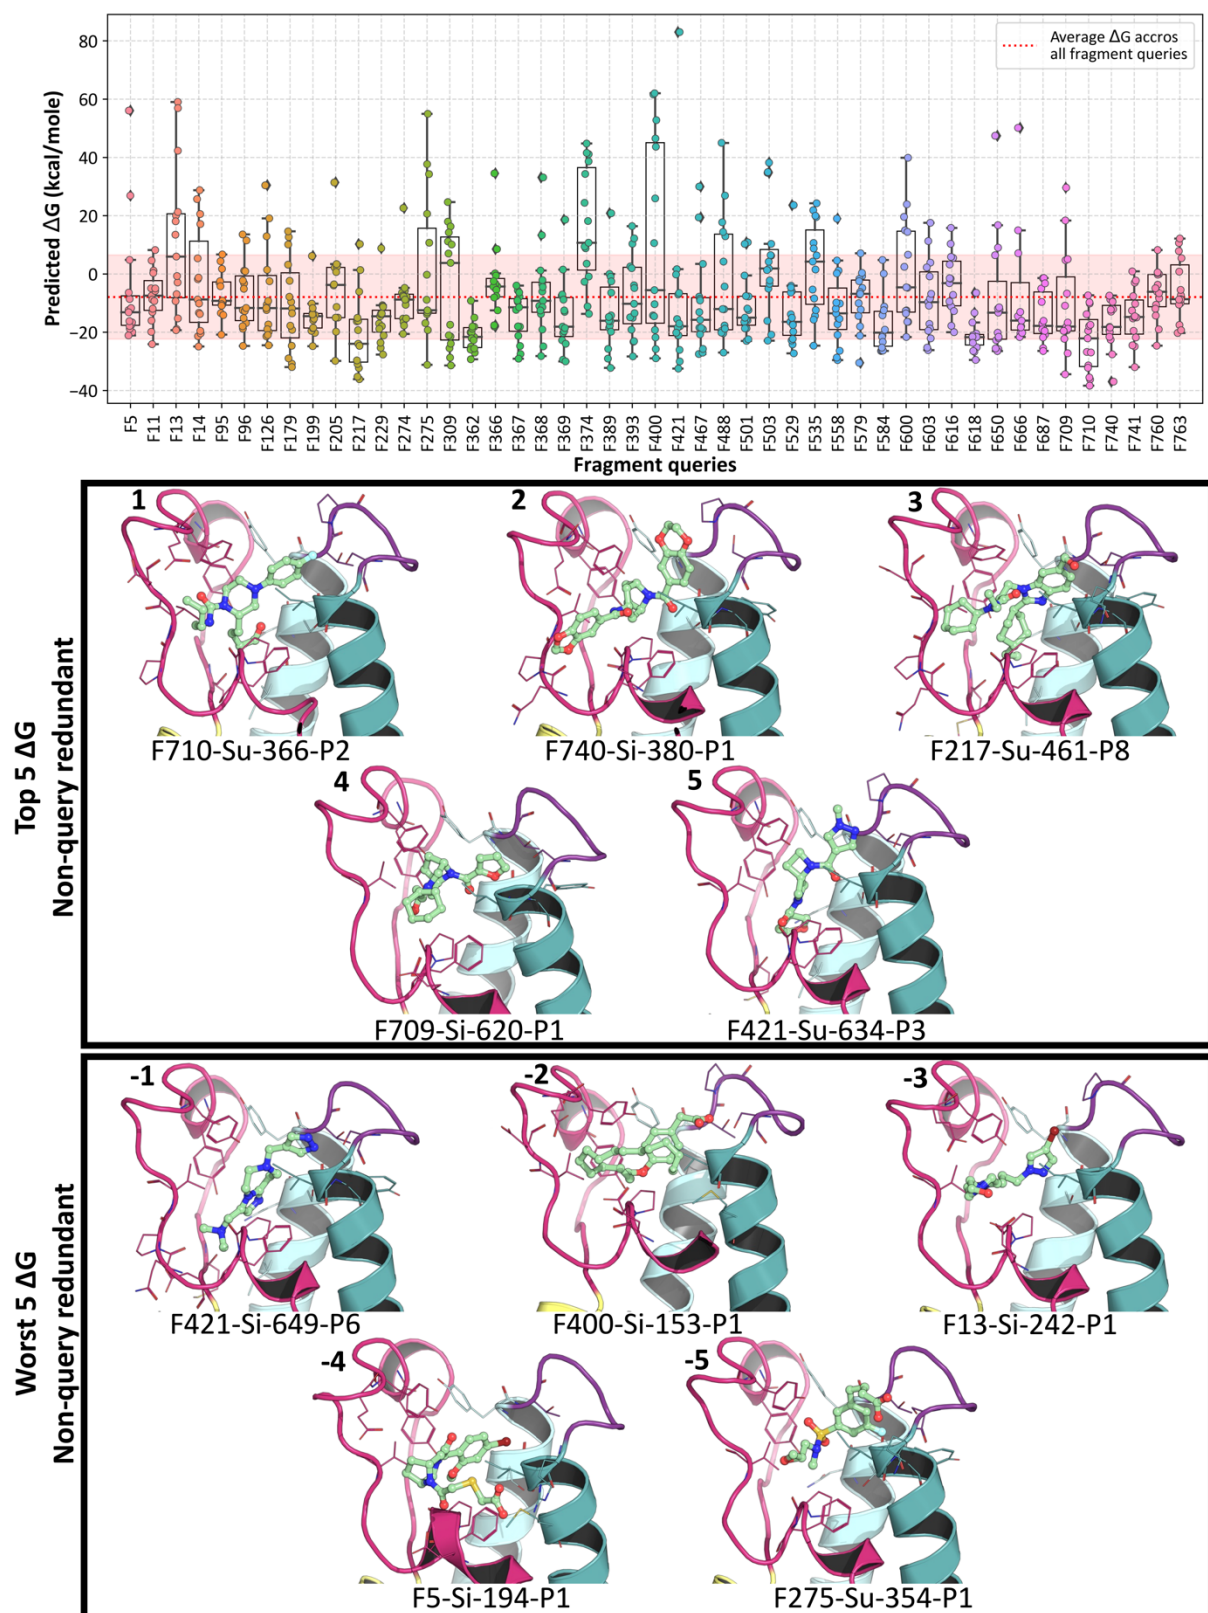 80
60
40
20
0
−20
−40
Predicted ΔG (kcal/mole)
Average ΔG accros
all fragment queries
F5 F11 F13 F14 F95 F96 F126 F179 F199 F205 F217 F229 F274 F275 F309 F362 F366 F367 F368 F369 F374 F389 F393 F400 F421 F467 F488 F501 F503 F529 F535 F558 F579 F584 F600 F603 F616 F618 F650 F666 F687 F709 F710 F740 F741 F760 F763
Fragment queries
Top 5 ΔG
Non-query redundant
1 2 3
F710-Su-366-P2 F740-Si-380-P1 F217-Su-461-P8
4 5
F709-Si-620-P1 F421-Su-634-P3
Worst 5 ΔG
Non-query redundant
-1 -2 -3
F421-Si-649-P6 F400-Si-153-P1 F13-Si-242-P1
-4 -5
F5-Si-194-P1 F275-Su-354-P1